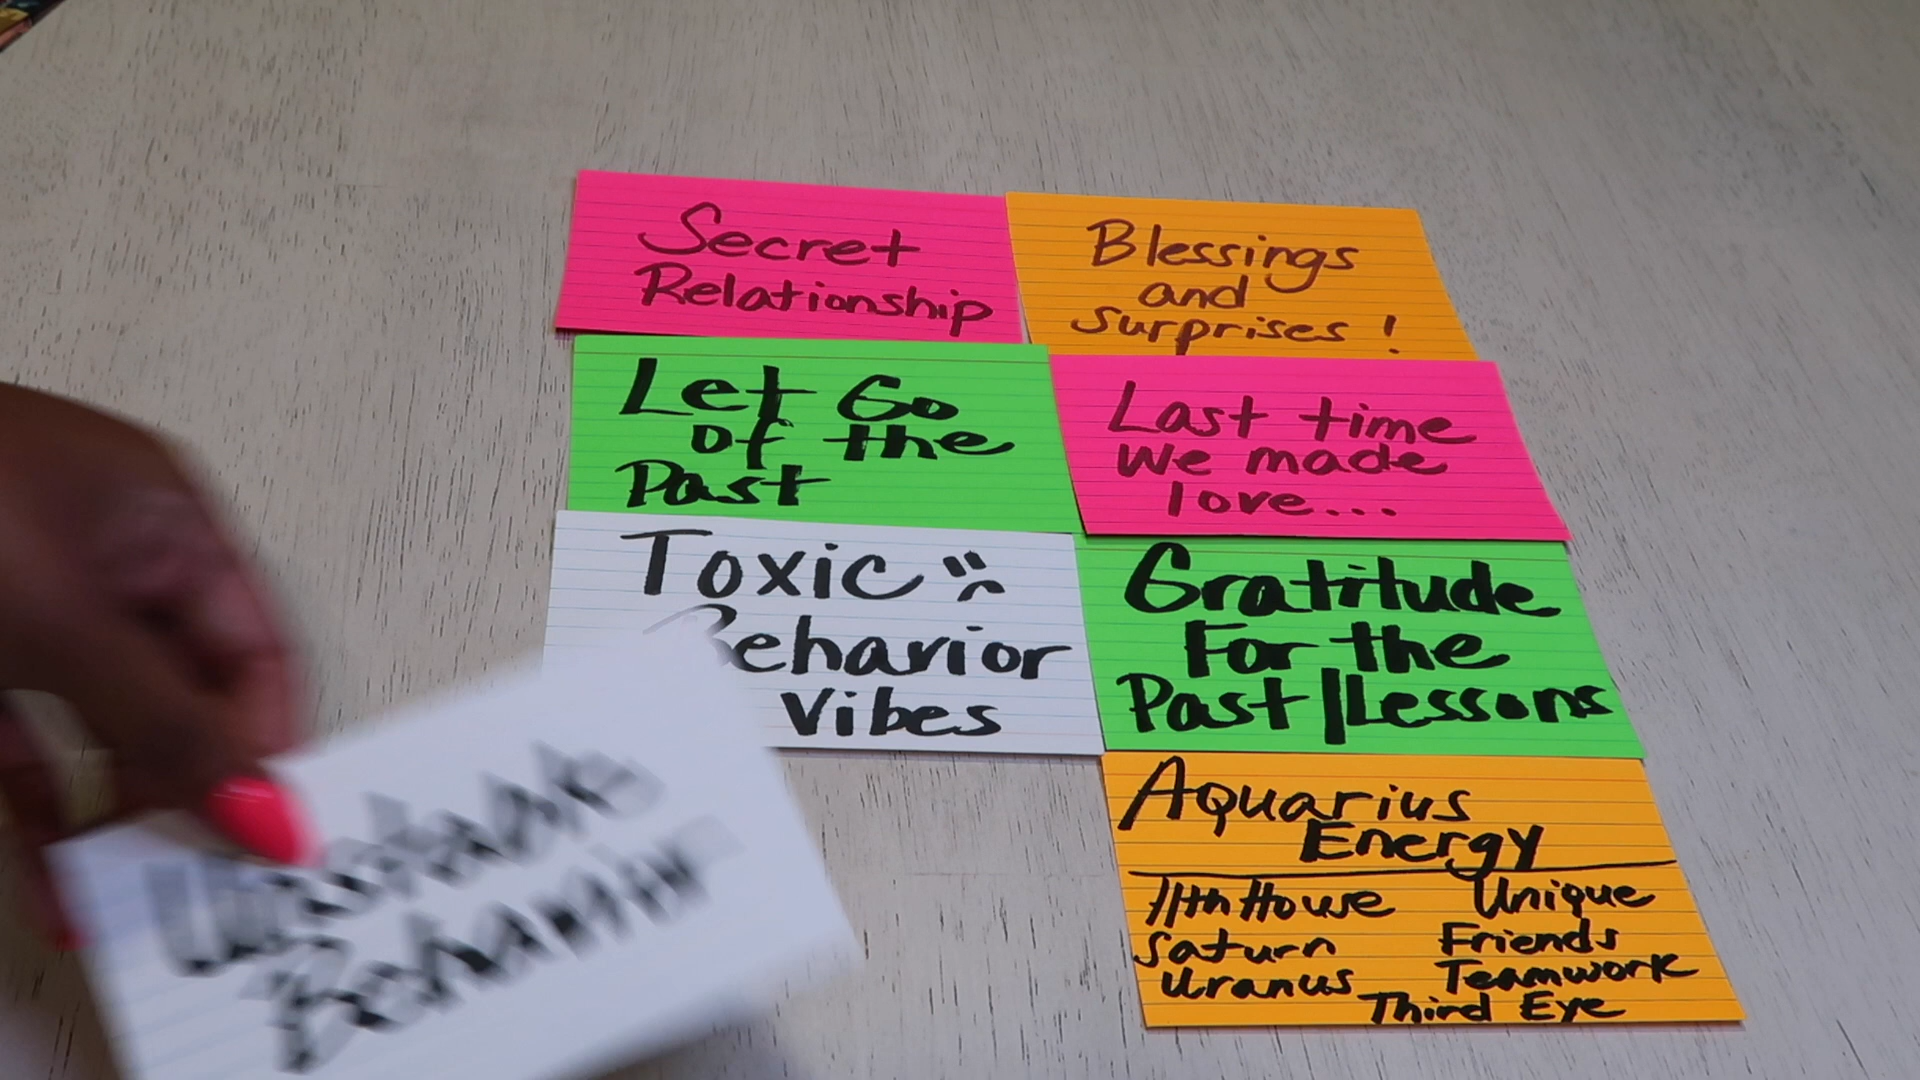 Secret
Relationship
Blessings
and
Surprises!
Let Go
of the
Past
Last time
We made
love...
Toxic
Behavior
Vibes
Gratitude
For the
Past/Lessons
Aquarius
Energy
11th House
Unique
Saturn
Friends
Uranus
Teamwork
Third Eye
Behavior